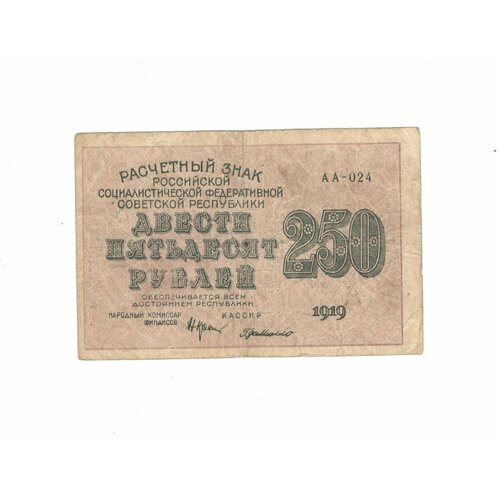 РАСЧЕТНЫЙ ЗНАК
РОССИЙСКОЙ
СОЦИАЛИСТИЧЕСКОЙ ФЕДЕРАТИВНОЙ
СОВЕТСКОЙ РЕСПУБЛИКИ
АА-024
ДВЕСТИ
ПЯТЬДЕСЯТ
РУБЛЕЙ
250
ОБЕСПЕЧИВАЕТСЯ ВСЕМ
ДОСТОЯНИЕМ РЕСПУБЛИКИ
1919
НАРОДНЫЙ КОМИССАР
ФИНАНСОВ
КАССИР